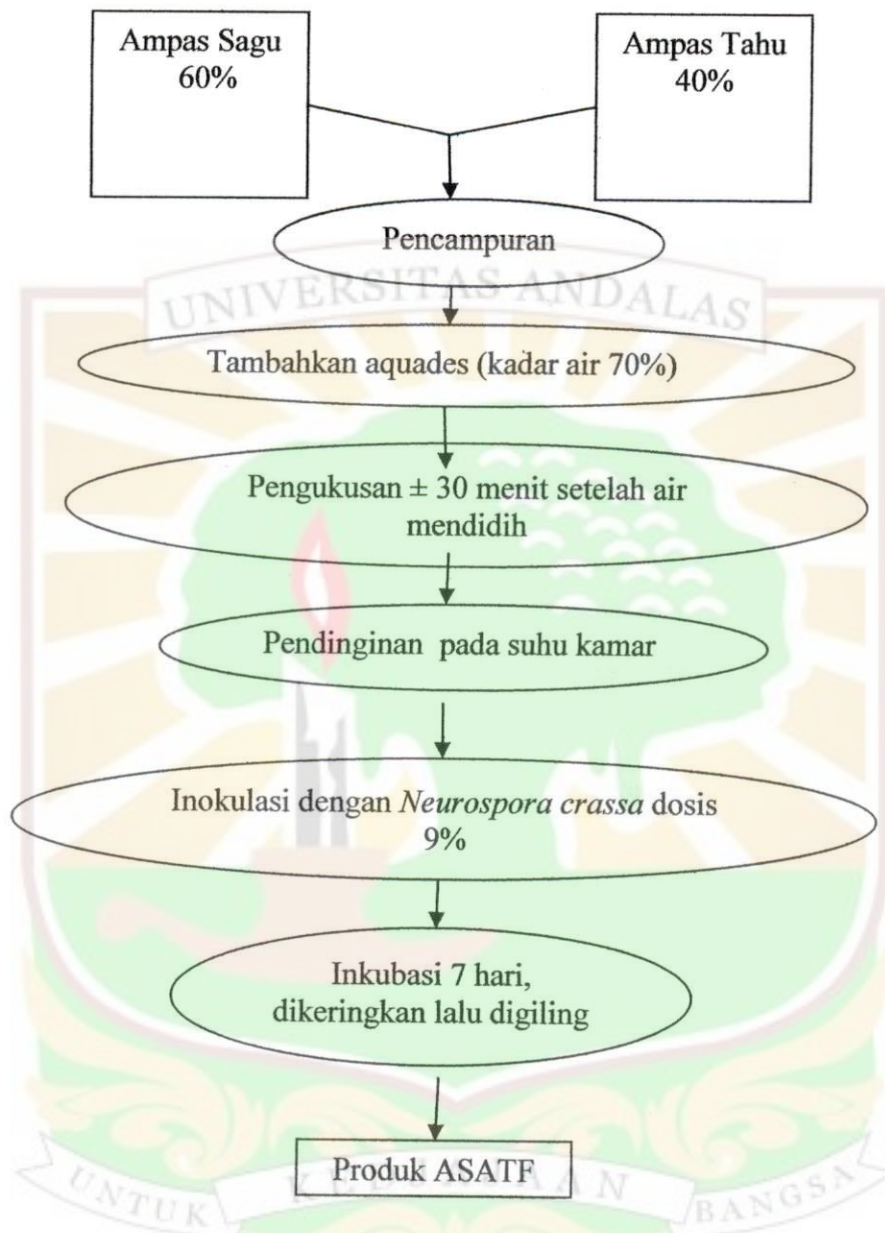 Ampas Sagu
60%
Ampas Tahu
40%
Pencampuran
UNIVERSITAS ANDALAS
Tambahkan aquades (kadar air 70%)
Pengukusan ± 30 menit setelah air
mendidih
Pendinginan pada suhu kamar
Inokulasi dengan Neurospora crassa dosis
9%
Inkubasi 7 hari,
dikeringkan lalu digiling
Produk ASATF
UNTUK KEDJAJAAN BANGSA